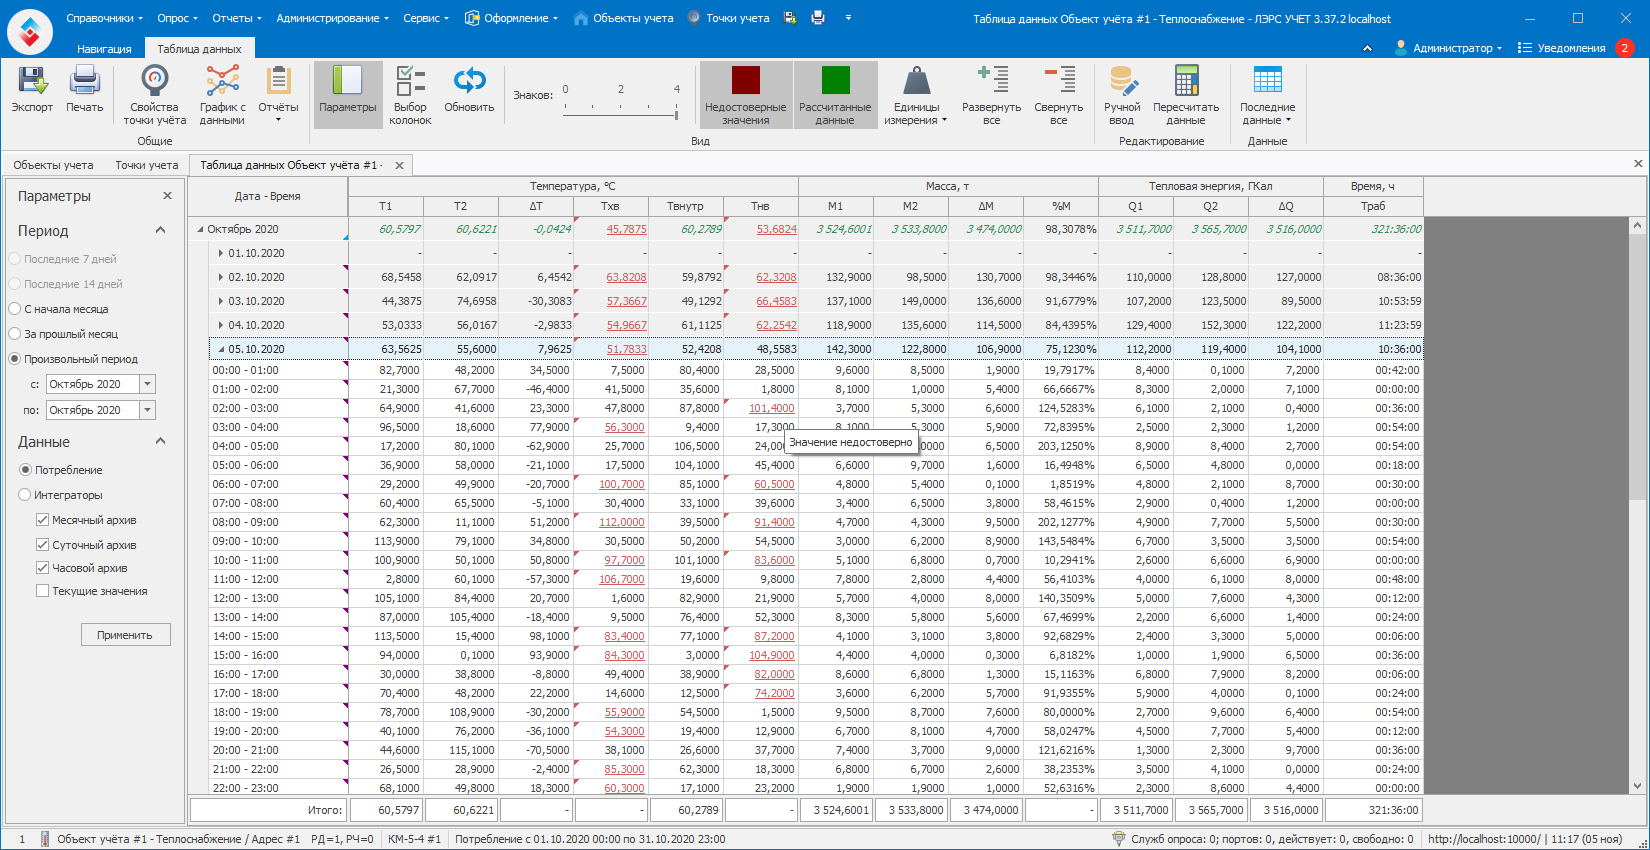 Справочники Опрос Отчеты Администрирование Сервис Оформление Объекты учета Точки учета Таблица данных Объект учёта #1 - Теплоснабжение - ЛЭРС УЧЕТ 3.37.2 localhost
Навигация Таблица данных Администратор Уведомления 2
Экспорт Печать Свойства точки учёта График с данными Отчёты Параметры Выбор колонок Обновить Знаков: 0 2 4 Недостоверные значения Рассчитанные данные Единицы измерения Развернуть все Свернуть все Ручной ввод Пересчитать данные Последние данные
Общие Вид Редактирование Данные
Объекты учета Точки учета Таблица данных Объект учёта #1 -
Параметры
Период
Последние 7 дней
Последние 14 дней
С начала месяца
За прошлый месяц
Произвольный период
с: Октябрь 2020
по: Октябрь 2020
Данные
Потребление
Интеграторы
Месячный архив
Суточный архив
Часовой архив
Текущие значения
Применить
Дата - Время Температура, °C Масса, т Тепловая энергия, ГКал Время, ч
T1 T2 ΔT Tхв Tвнутр Tнв M1 M2 ΔM %M Q1 Q2 ΔQ Траб
Октябрь 2020 60,5797 60,6221 -0,0424 45,7875 60,2789 53,6824 3 524,6001 3 533,8000 3 474,0000 98,3078% 3 511,7000 3 565,7000 3 516,0000 321:36:00
01.10.2020 - - - - - - - - - - - - - -
02.10.2020 68,5458 62,0917 6,4542 63,8208 59,8792 62,3208 132,9000 98,5000 130,7000 98,3446% 110,0000 128,8000 127,0000 08:36:00
03.10.2020 44,3875 74,6958 -30,3083 57,3667 49,1292 66,4583 137,1000 149,0000 136,6000 91,6779% 107,2000 123,5000 89,5000 10:53:59
04.10.2020 53,0333 56,0167 -2,9833 54,9667 61,1125 62,2542 118,9000 135,6000 114,5000 84,4395% 129,4000 152,3000 122,2000 11:23:59
05.10.2020 63,5625 55,6000 7,9625 51,7833 52,4208 48,5583 142,3000 122,8000 106,9000 75,1230% 112,2000 119,4000 104,1000 10:36:00
00:00 - 01:00 82,7000 48,2000 34,5000 7,5000 80,4000 28,5000 9,6000 8,5000 1,9000 19,7917% 8,4000 0,1000 7,2000 00:42:00
01:00 - 02:00 21,3000 67,7000 -46,4000 41,5000 35,6000 1,8000 8,1000 1,0000 5,4000 66,6667% 8,3000 2,0000 7,1000 00:00:00
02:00 - 03:00 64,9000 41,6000 23,3000 47,8000 87,8000 101,4000 3,7000 5,3000 6,6000 124,5283% 6,1000 2,1000 0,4000 00:36:00
03:00 - 04:00 96,5000 18,6000 77,9000 56,3000 9,4000 17,3000 8,1000 5,3000 5,9000 72,8395% 2,5000 2,3000 1,2000 00:54:00
Значение недостоверно
04:00 - 05:00 17,2000 80,1000 -62,9000 25,7000 106,5000 6,5000 203,1250% 8,9000 8,4000 2,7000 00:54:00
05:00 - 06:00 36,9000 58,0000 -21,1000 17,5000 104,1000 45,4000 6,6000 9,7000 1,6000 16,4948% 6,5000 4,8000 0,0000 00:18:00
06:00 - 07:00 29,2000 49,9000 -20,7000 100,7000 85,1000 60,5000 4,8000 5,4000 0,1000 1,8519% 4,8000 2,1000 8,7000 00:30:00
07:00 - 08:00 60,4000 65,5000 -5,1000 30,4000 33,1000 39,6000 3,4000 6,5000 3,8000 58,4615% 2,9000 0,4000 1,2000 00:00:00
08:00 - 09:00 62,3000 11,1000 51,2000 112,0000 39,5000 91,4000 4,7000 4,3000 9,5000 202,1277% 4,9000 7,7000 5,5000 00:30:00
09:00 - 10:00 113,9000 79,1000 34,8000 30,5000 50,2000 54,5000 3,0000 6,2000 8,9000 143,5484% 6,7000 3,5000 3,5000 00:54:00
10:00 - 11:00 100,9000 50,1000 50,8000 97,7000 101,1000 83,6000 5,1000 6,8000 0,7000 10,2941% 2,6000 6,6000 6,9000 00:00:00
11:00 - 12:00 2,8000 60,1000 -57,3000 106,7000 19,6000 9,8000 7,8000 2,8000 4,4000 56,4103% 4,0000 6,1000 8,0000 00:48:00
12:00 - 13:00 105,1000 84,4000 20,7000 1,6000 82,9000 21,9000 5,7000 4,0000 8,0000 140,3509% 5,0000 7,6000 4,3000 00:12:00
13:00 - 14:00 87,0000 105,4000 -18,4000 9,5000 76,4000 52,3000 8,3000 5,8000 5,6000 67,4699% 2,2000 6,6000 1,4000 00:24:00
14:00 - 15:00 113,5000 15,4000 98,1000 83,4000 77,1000 87,2000 4,1000 3,1000 3,8000 92,6829% 2,4000 3,3000 5,0000 00:06:00
15:00 - 16:00 94,0000 0,1000 93,9000 84,3000 3,0000 104,9000 4,4000 4,0000 0,3000 6,8182% 1,0000 1,9000 6,5000 00:36:00
16:00 - 17:00 30,0000 38,8000 -8,8000 49,4000 38,9000 82,0000 8,6000 6,8000 1,3000 15,1163% 6,8000 7,9000 8,2000 00:06:00
17:00 - 18:00 70,4000 48,2000 22,2000 14,6000 12,5000 74,2000 3,6000 6,2000 5,7000 91,9355% 5,9000 4,0000 0,1000 00:24:00
18:00 - 19:00 78,7000 108,9000 -30,2000 55,9000 54,5000 1,5000 9,5000 8,7000 7,6000 80,0000% 2,7000 9,6000 6,4000 00:54:00
19:00 - 20:00 40,1000 76,2000 -36,1000 54,3000 19,4000 12,9000 6,7000 8,1000 4,7000 58,0247% 4,5000 7,7000 5,4000 00:12:00
20:00 - 21:00 44,6000 115,1000 -70,5000 38,1000 26,6000 37,7000 7,4000 3,7000 9,0000 121,6216% 1,3000 2,3000 9,7000 00:36:00
21:00 - 22:00 26,5000 28,9000 -2,4000 85,3000 62,3000 18,3000 6,8000 6,7000 2,6000 38,2353% 3,5000 4,1000 0,0000 00:24:00
22:00 - 23:00 68,1000 49,8000 18,3000 60,3000 17,1000 23,2000 1,9000 1,9000 1,0000 52,6316% 2,3000 8,6000 4,4000 00:00:00
Итого: 60,5797 60,6221 - - 60,2789 - 3 524,6001 3 533,8000 3 474,0000 - 3 511,7000 3 565,7000 3 516,0000 321:36:00
1 Объект учёта #1 - Теплоснабжение / Адрес #1 РД=1, РЧ=0 КМ-5-4 #1 Потребление с 01.10.2020 00:00 по 31.10.2020 23:00 Служб опроса: 0; портов: 0, действует: 0, свободно: 0 http://localhost:10000/ | 11:17 (05 ноя)